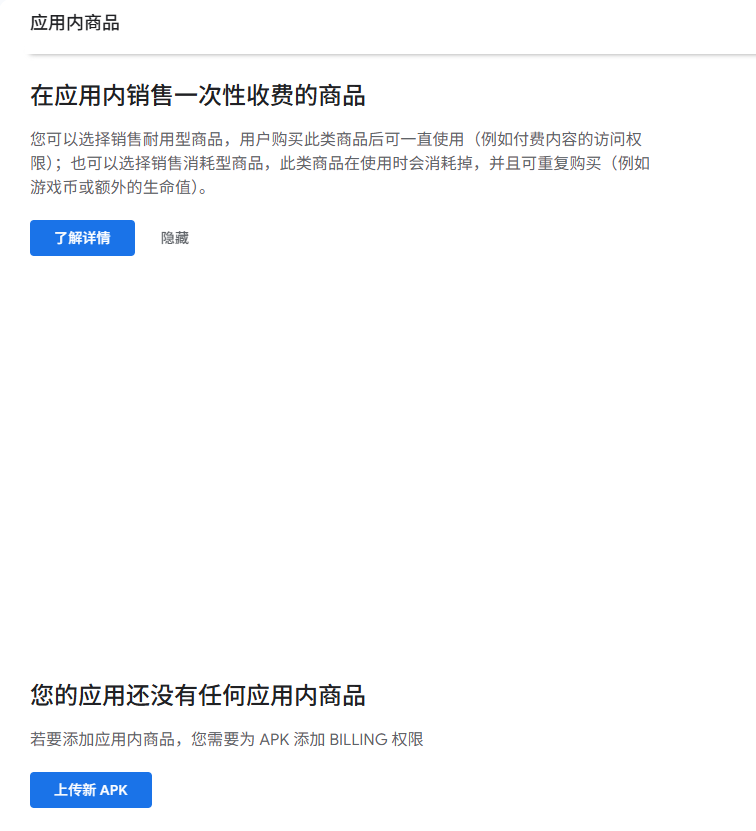 应用内商品
在应用内销售一次性收费的商品
您可以选择销售耐用型商品，用户购买此类商品后可一直使用（例如付费内容的访问权
限）；也可以选择销售消耗型商品，此类商品在使用时会消耗掉，并且可重复购买（例如
游戏币或额外的生命值）。
了解详情 隐藏
您的应用还没有任何应用内商品
若要添加应用内商品，您需要为 APK 添加 BILLING 权限
上传新 APK